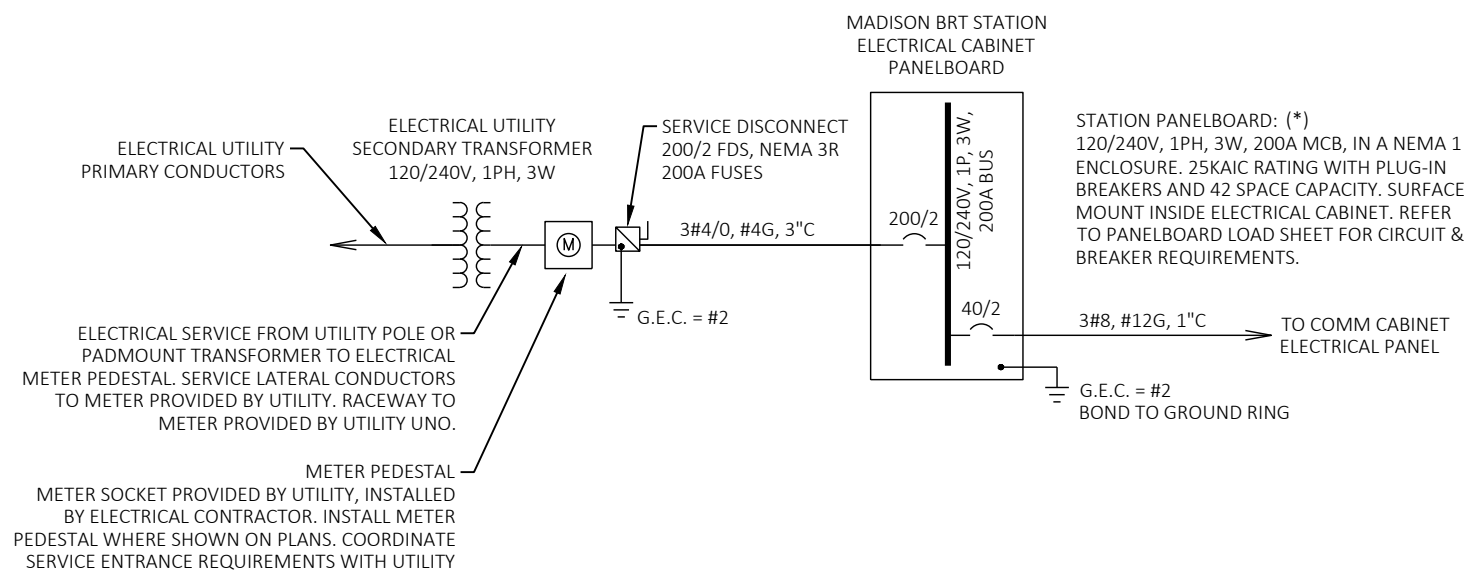 MADISON BRT STATION
ELECTRICAL CABINET
PANELBOARD
ELECTRICAL UTILITY
PRIMARY CONDUCTORS
ELECTRICAL UTILITY
SECONDARY TRANSFORMER
120/240V, 1PH, 3W
SERVICE DISCONNECT
200/2 FDS, NEMA 3R
200A FUSES
M
3#4/0, #4G, 3"C
G.E.C. = #2
200/2
120/240V, 1P, 3W,
200A BUS
40/2
STATION PANELBOARD: (*)
120/240V, 1PH, 3W, 200A MCB, IN A NEMA 1
ENCLOSURE. 25KAIC RATING WITH PLUG-IN
BREAKERS AND 42 SPACE CAPACITY. SURFACE
MOUNT INSIDE ELECTRICAL CABINET. REFER
TO PANELBOARD LOAD SHEET FOR CIRCUIT &
BREAKER REQUIREMENTS.
3#8, #12G, 1"C
TO COMM CABINET
ELECTRICAL PANEL
G.E.C. = #2
BOND TO GROUND RING
ELECTRICAL SERVICE FROM UTILITY POLE OR
PADMOUNT TRANSFORMER TO ELECTRICAL
METER PEDESTAL. SERVICE LATERAL CONDUCTORS
TO METER PROVIDED BY UTILITY. RACEWAY TO
METER PROVIDED BY UTILITY UNO.
METER PEDESTAL
METER SOCKET PROVIDED BY UTILITY, INSTALLED
BY ELECTRICAL CONTRACTOR. INSTALL METER
PEDESTAL WHERE SHOWN ON PLANS. COORDINATE
SERVICE ENTRANCE REQUIREMENTS WITH UTILITY